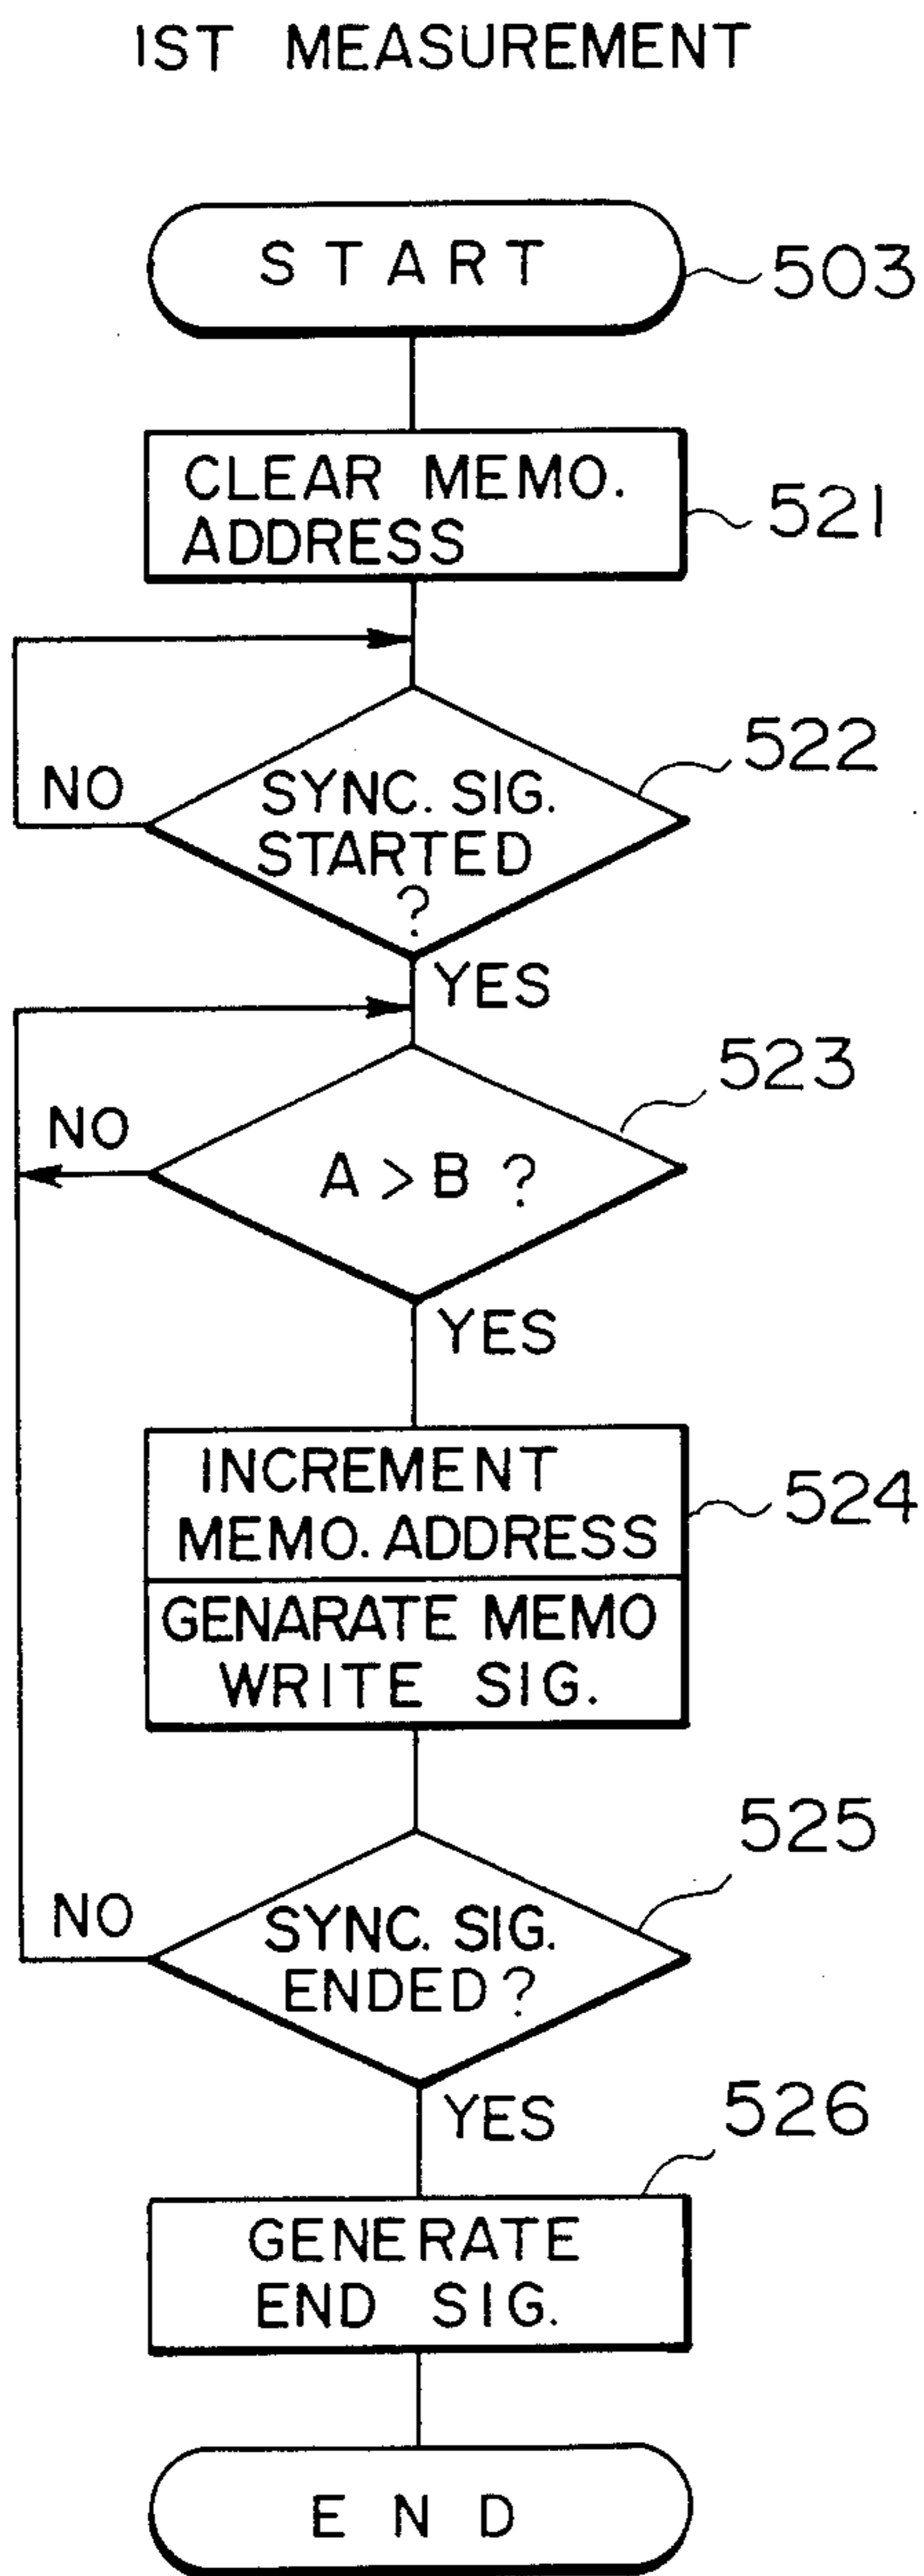 1ST MEASUREMENT
START
503
CLEAR MEMO.
ADDRESS
521
522
NO
SYNC. SIG.
STARTED
?
YES
523
NO
A > B ?
YES
INCREMENT
MEMO. ADDRESS
524
GENARATE MEMO
WRITE SIG.
525
NO
SYNC. SIG.
ENDED?
YES
526
GENERATE
END SIG.
END